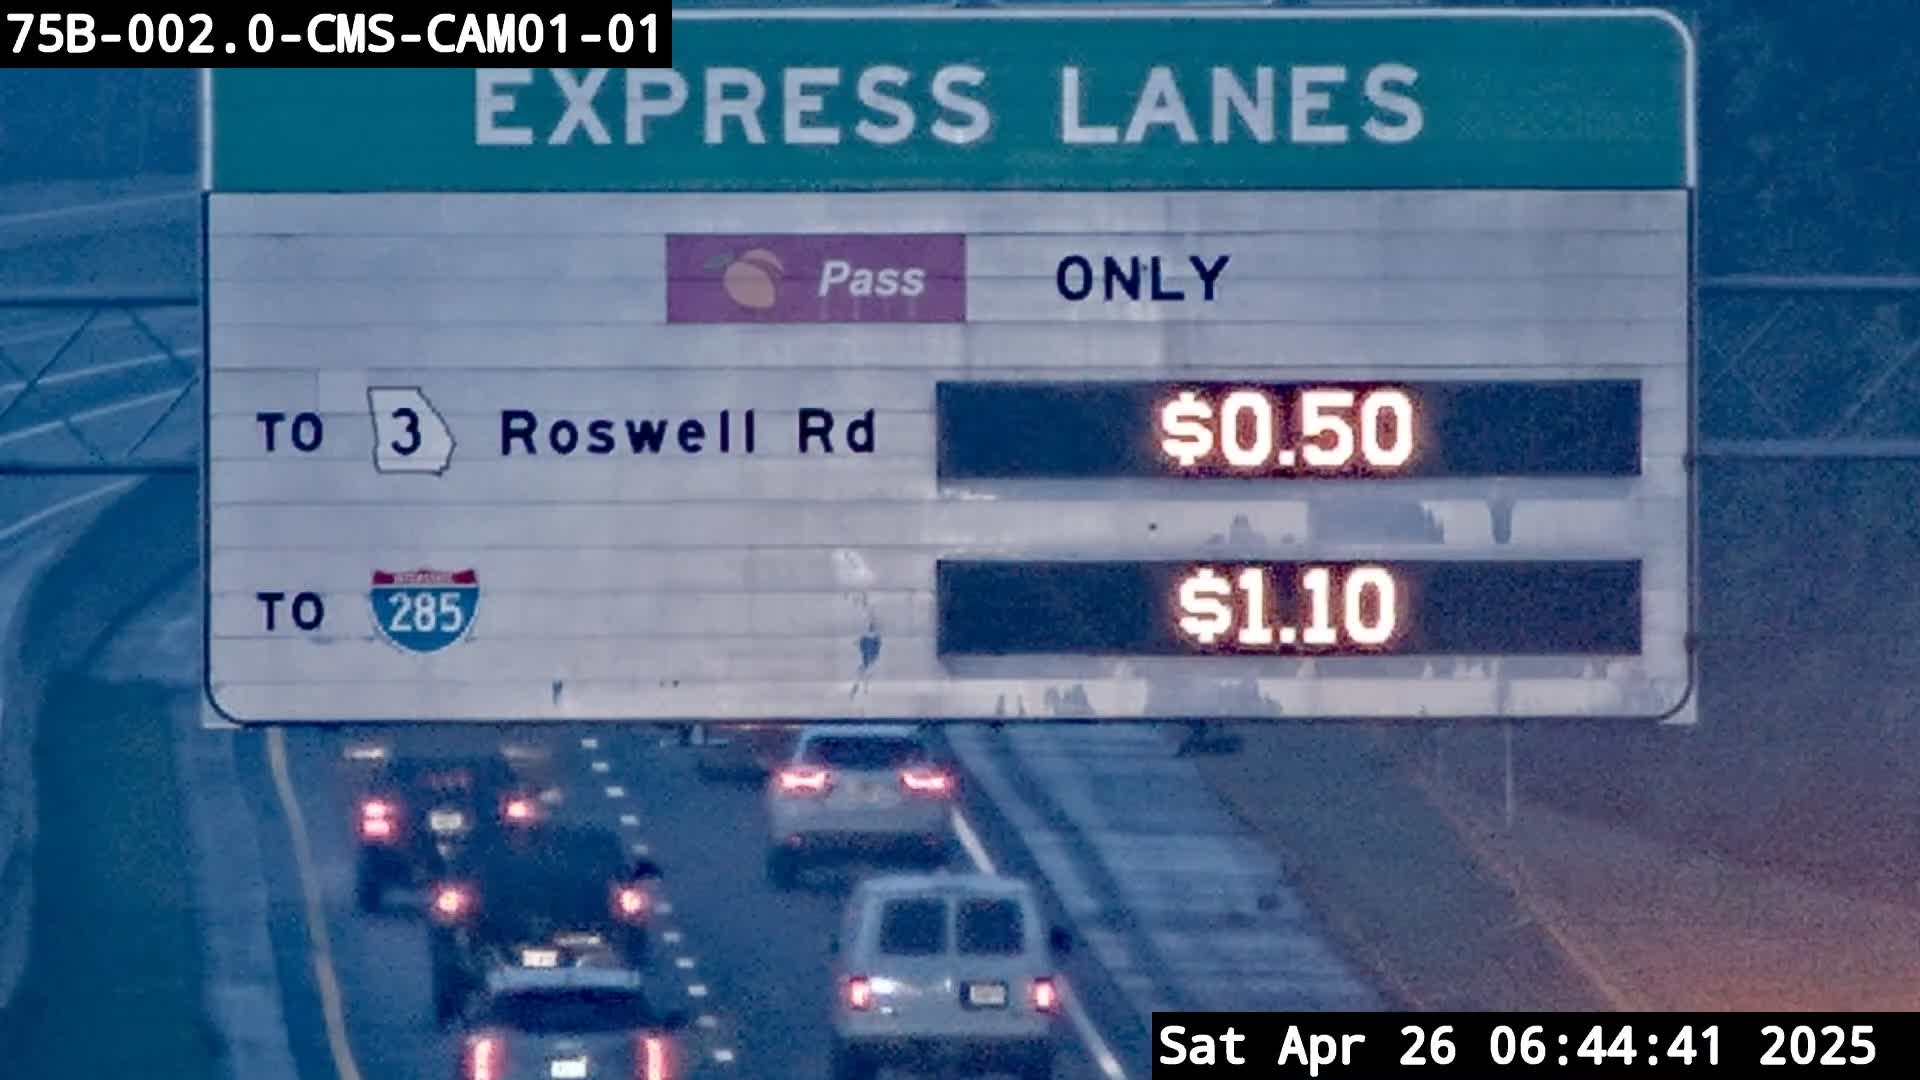 75B-002.0-CMS-CAM01-01
EXPRESS LANES
Pass ONLY
TO 3 Roswell Rd $0.50
TO 285 $1.10
Sat Apr 26 06:44:41 2025